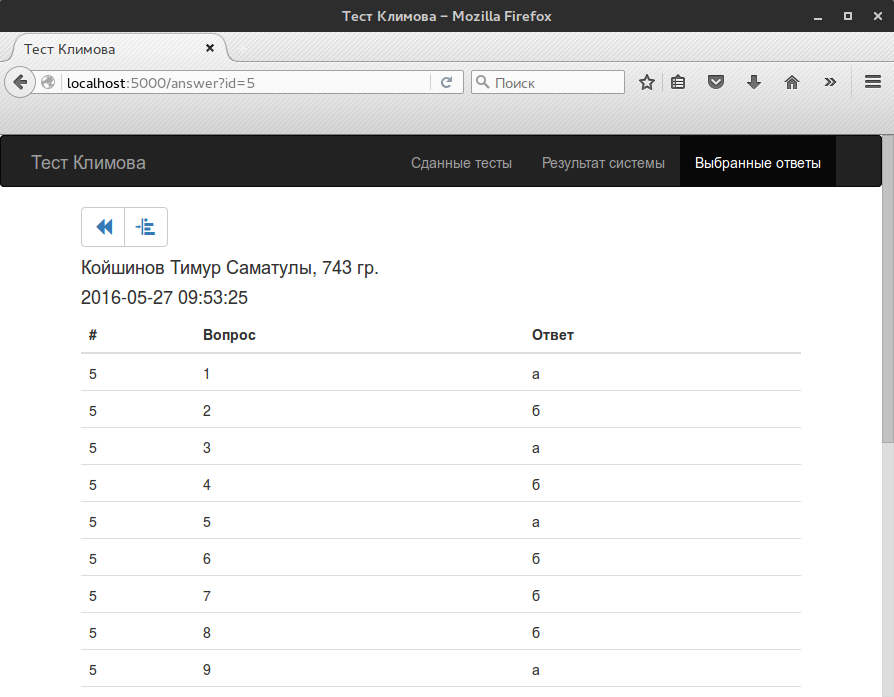 Тест Климова – Mozilla Firefox
Тест Климова
localhost:5000/answer?id=5
Поиск
Тест Климова Сданные тесты Результат системы Выбранные ответы
Койшинов Тимур Саматулы, 743 гр.
2016-05-27 09:53:25
# Вопрос Ответ
5 1 а
5 2 б
5 3 а
5 4 б
5 5 а
5 6 б
5 7 б
5 8 б
5 9 а